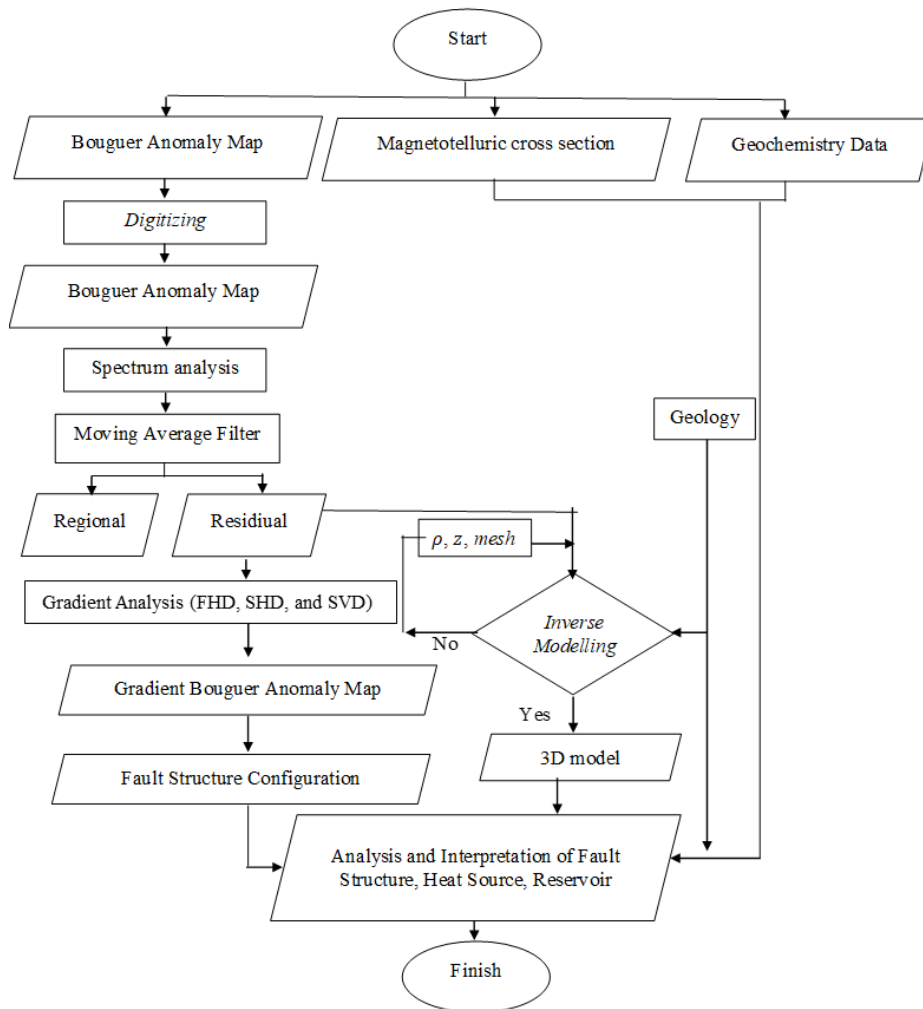 Start
Bouguer Anomaly Map
Magnetotelluric cross section
Geochemistry Data
Digitizing
Bouguer Anomaly Map
Spectrum analysis
Moving Average Filter
Geology
Regional
Residiual
ρ, z, mesh
Gradient Analysis (FHD, SHD, and SVD)
Inverse
Modelling
No
Gradient Bouguer Anomaly Map
Yes
3D model
Fault Structure Configuration
Analysis and Interpretation of Fault
Structure, Heat Source, Reservoir
Finish